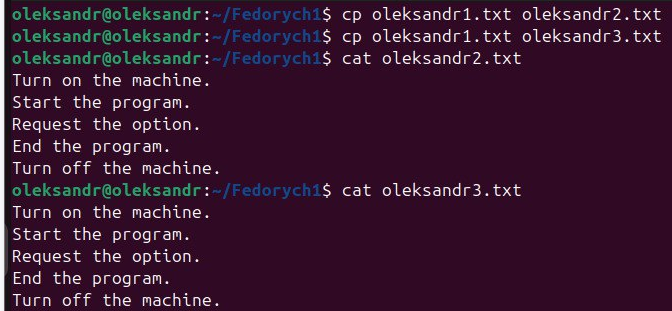 oleksandr@oleksandr:~/Fedorych1$ cp oleksandr1.txt oleksandr2.txt
oleksandr@oleksandr:~/Fedorych1$ cp oleksandr1.txt oleksandr3.txt
oleksandr@oleksandr:~/Fedorych1$ cat oleksandr2.txt
Turn on the machine.
Start the program.
Request the option.
End the program.
Turn off the machine.
oleksandr@oleksandr:~/Fedorych1$ cat oleksandr3.txt
Turn on the machine.
Start the program.
Request the option.
End the program.
Turn off the machine.